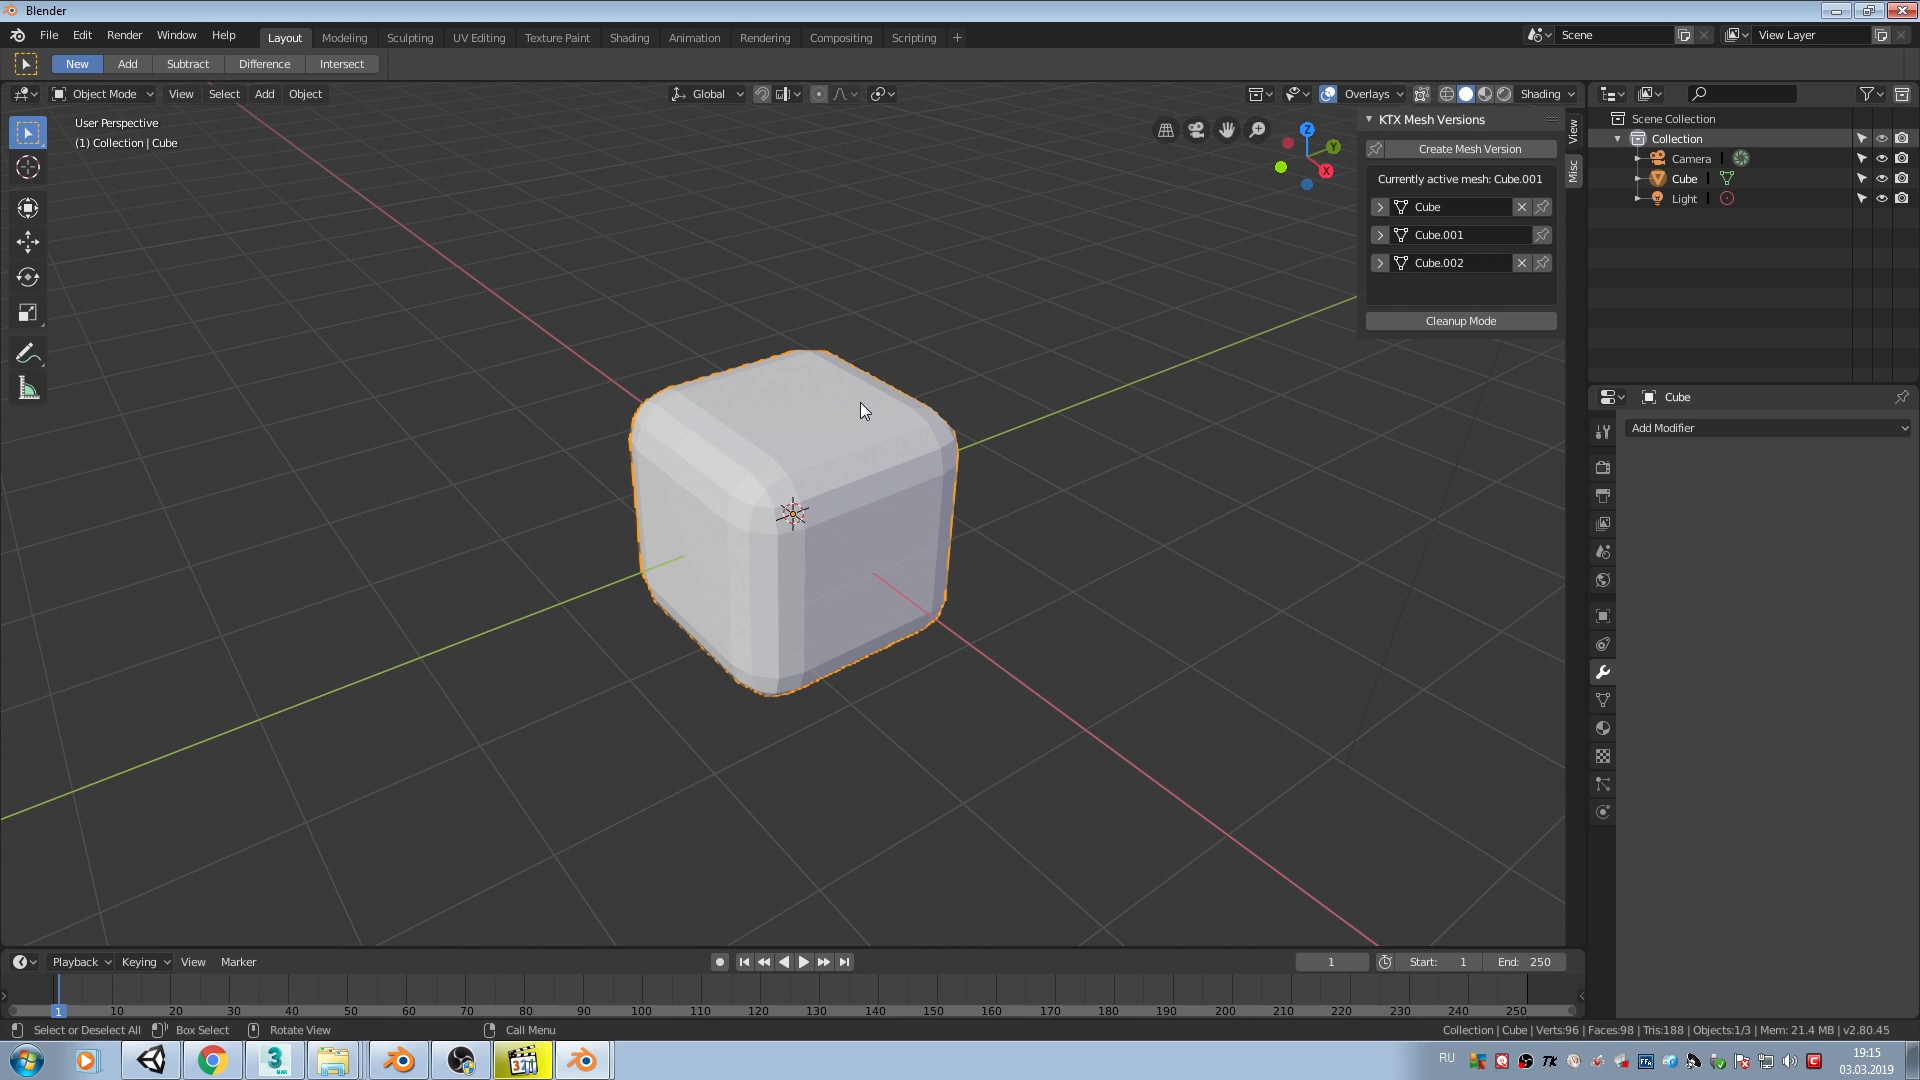 Blender
File Edit Render Window Help Layout Modeling Sculpting UV Editing Texture Paint Shading Animation Rendering Compositing Scripting + Scene View Layer
New Add Subtract Difference Intersect
Object Mode View Select Add Object Global Overlays Shading
User Perspective
(1) Collection | Cube
Z
Y
X
KTX Mesh Versions
Create Mesh Version
Currently active mesh: Cube.001
Cube
Cube.001
Cube.002
Cleanup Mode
View
Misc
Scene Collection
Collection
Camera
Cube
Light
Cube
Add Modifier
Playback Keying View Marker 1 Start: 1 End: 250
1 10 20 30 40 50 60 70 80 90 100 110 120 130 140 150 160 170 180 190 200 210 220 230 240 250
Select or Deselect All Box Select Rotate View Call Menu Collection | Cube | Verts:96 | Faces:98 | Tris:188 | Objects:1/3 | Mem: 21.4 MB | v2.80.45
3
MAX
RU
TK
19:15
03.03.2019